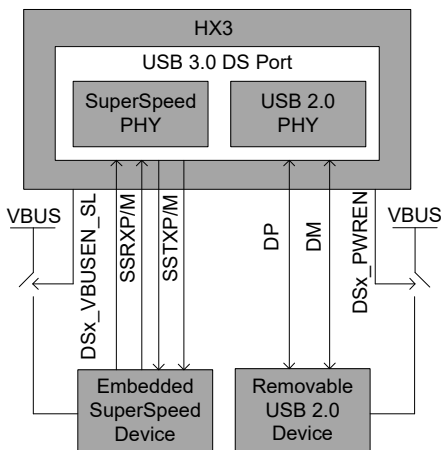 HX3
USB 3.0 DS Port
SuperSpeed
PHY
USB 2.0
PHY
VBUS
DSx_VBUSEN_SL
SSRXP/M
SSTXP/M
DP
DM
DSx_PWREN
VBUS
Embedded
SuperSpeed
Device
Removable
USB 2.0
Device